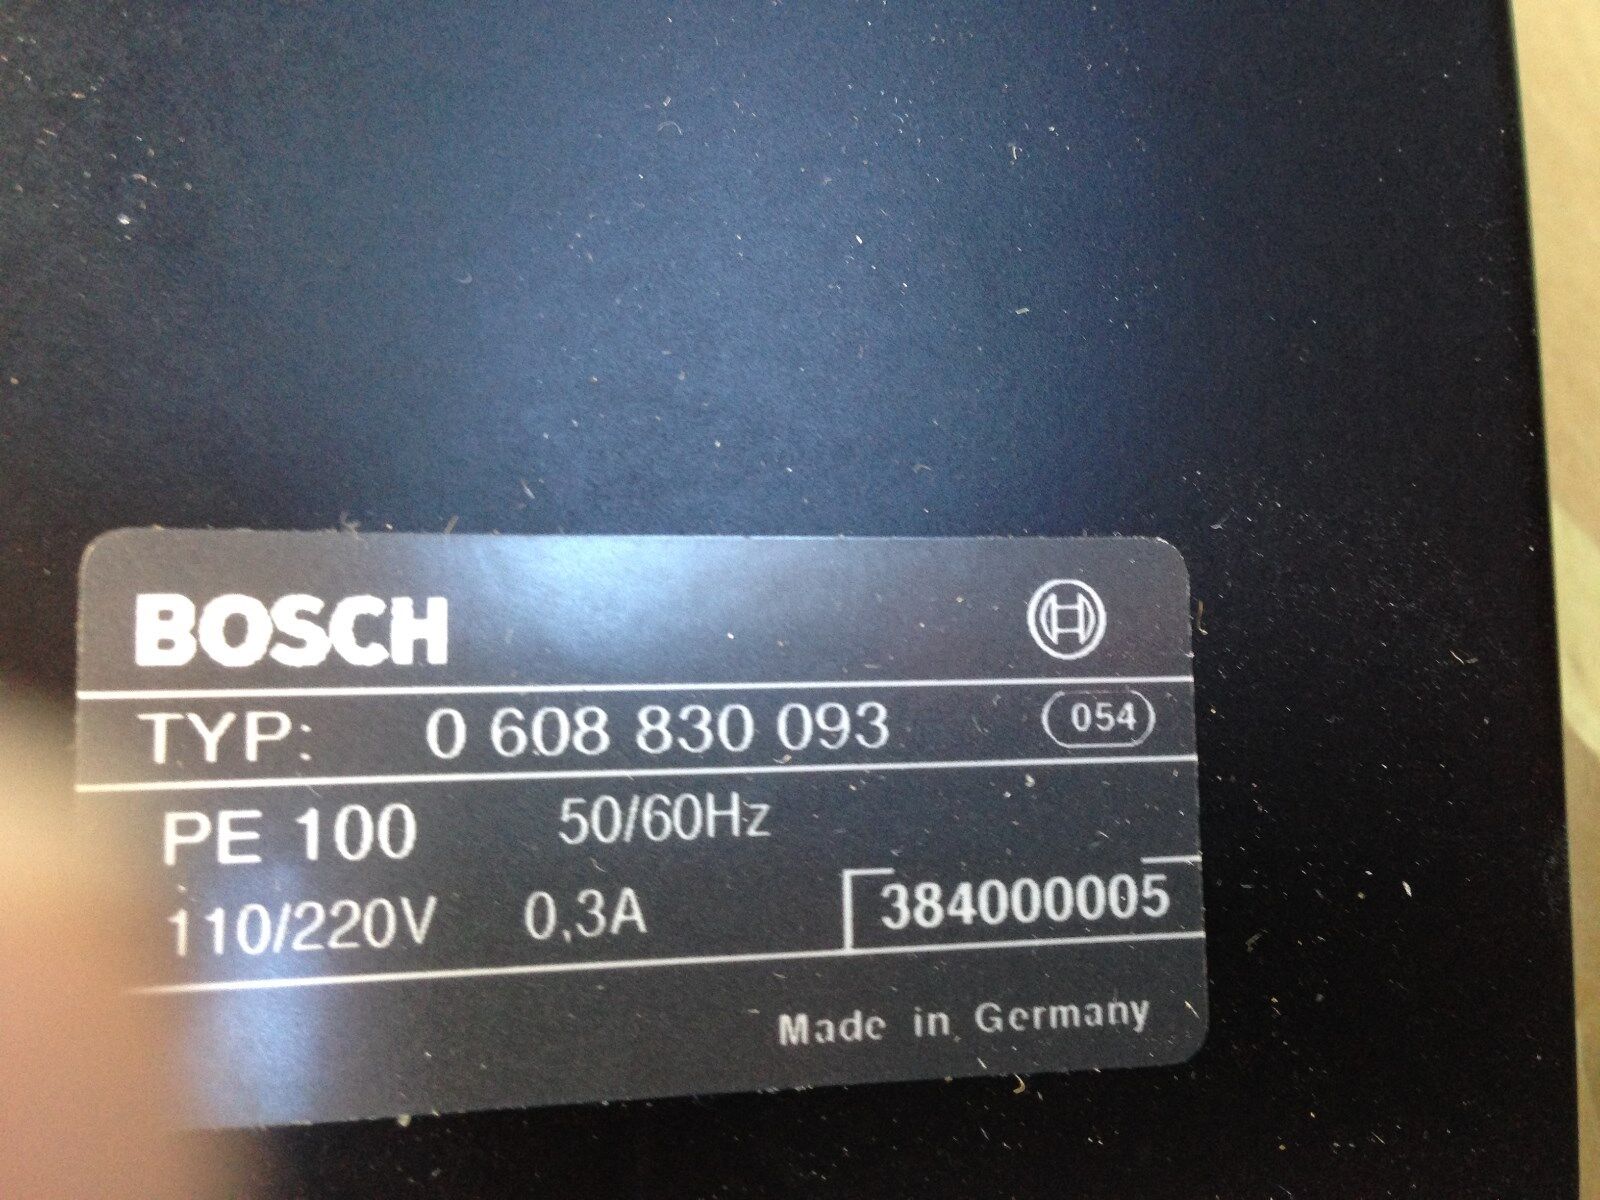 BOSCH
TYP: 0 608 830 093 054
PE 100 50/60Hz
110/220V 0,3A 384000005
Made in Germany